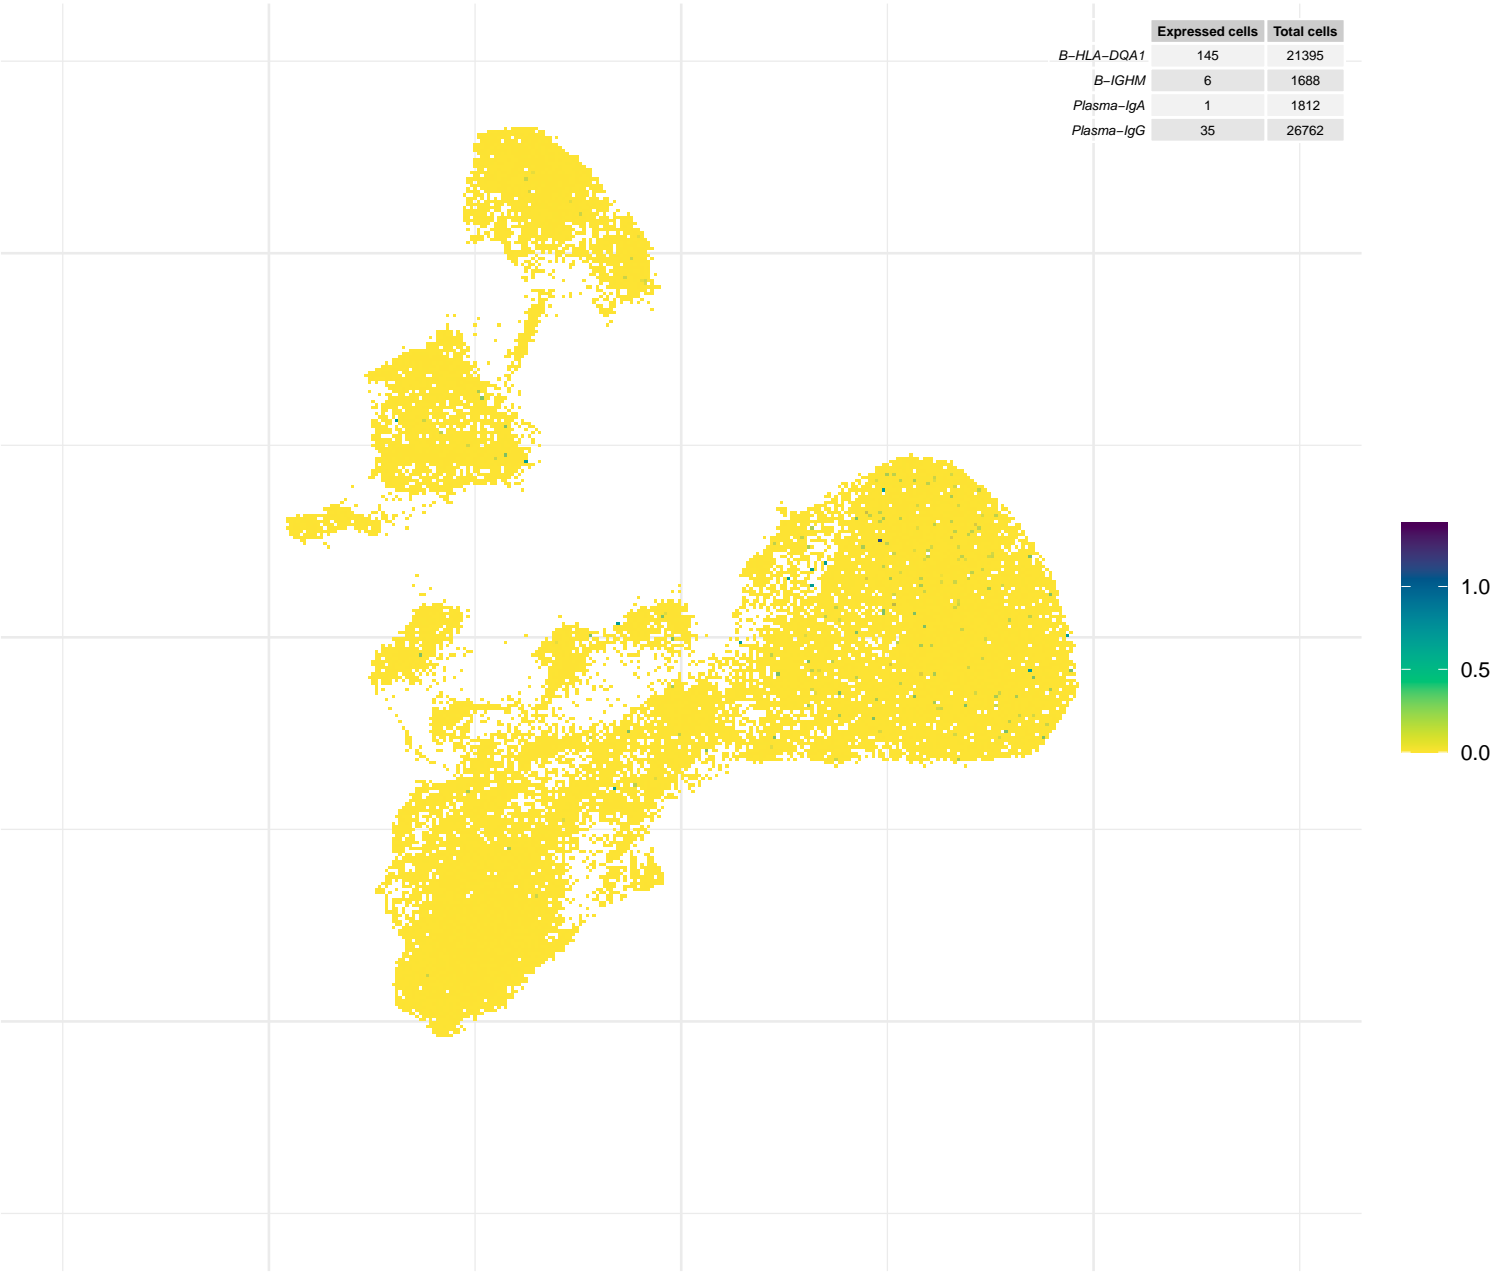 Expressed cells Total cells
B−HLA−DQA1 145 21395
B−IGHM 6 1688
Plasma−IgA 1 1812
Plasma−IgG 35 26762
1.0
0.5
0.0